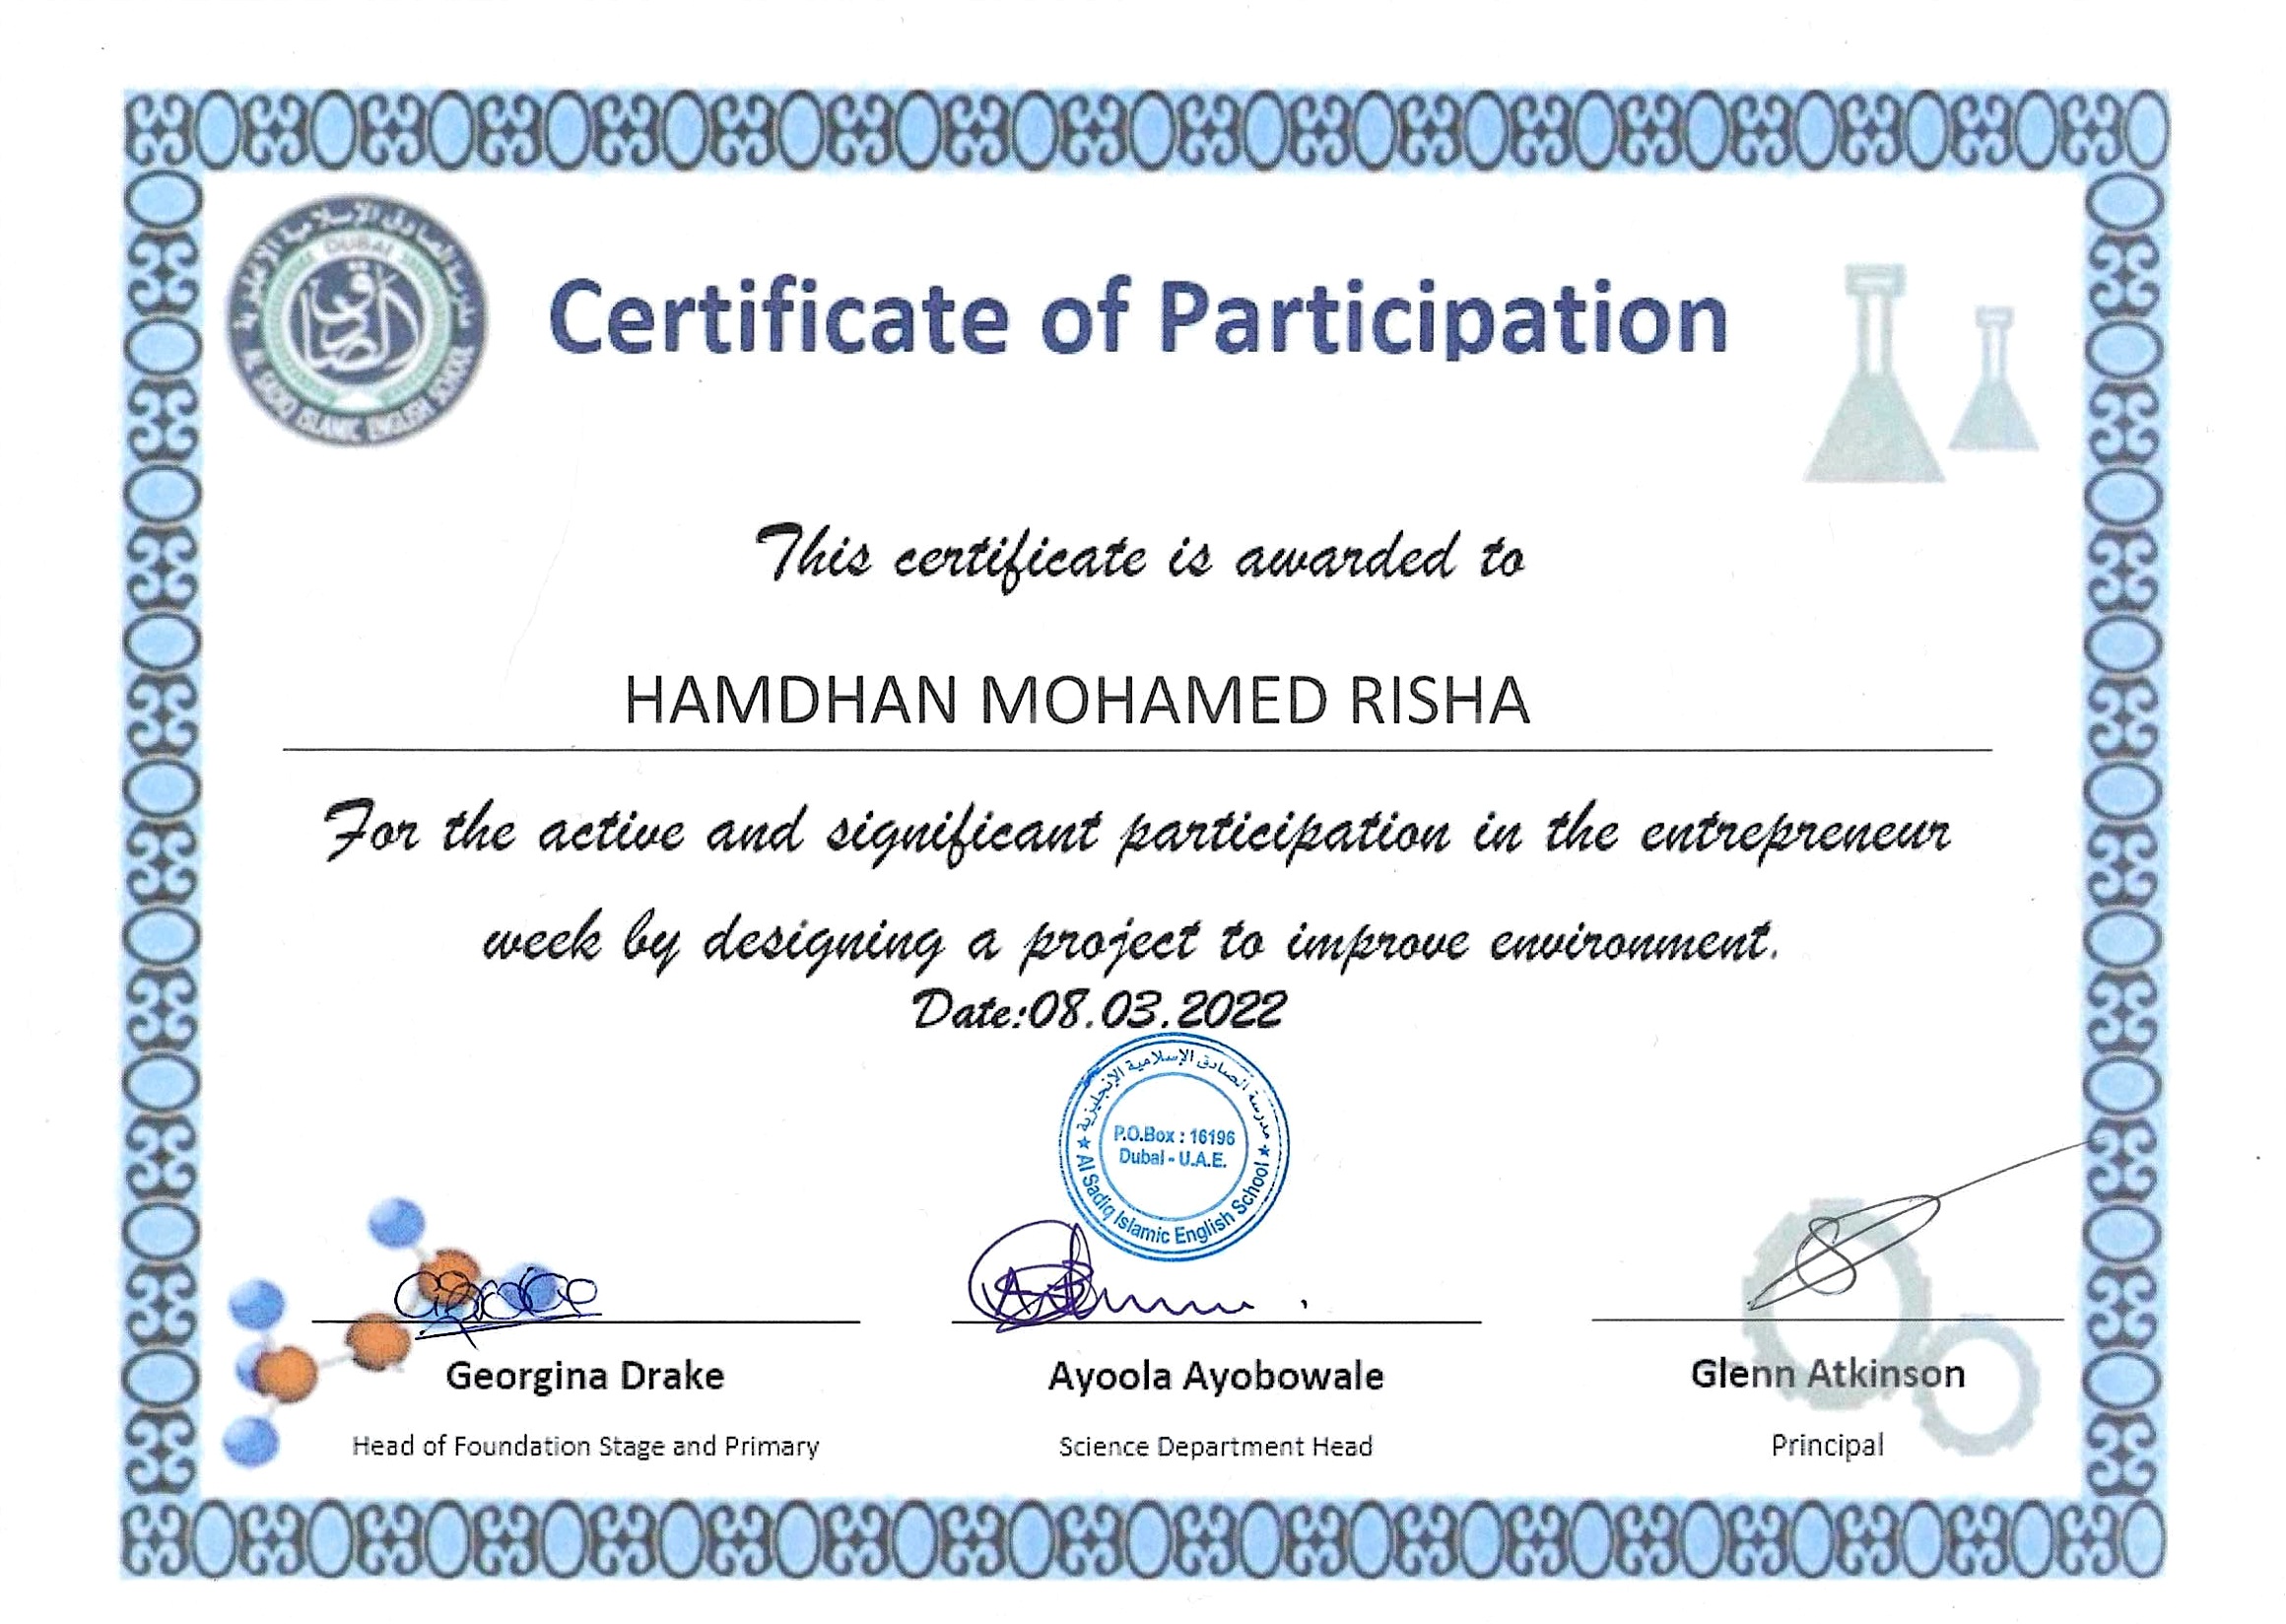 مدرسة الصادق الإسلامية الإنجليزية
DUBAI
الصادق
AL SADIQ ISLAMIC ENGLISH SCHOOL
Certificate of Participation
This certificate is awarded to
HAMDHAN MOHAMED RISHA
For the active and significant participation in the entrepreneur
week by designing a project to improve environment.
Date:08.03.2022
مدرسة الصادق الإسلامية الإنجليزية
P.O.Box : 16196
Dubai - U.A.E.
Al Sadiq Islamic English School
Georgina Drake
Ayoola Ayobowale
Glenn Atkinson
Head of Foundation Stage and Primary
Science Department Head
Principal